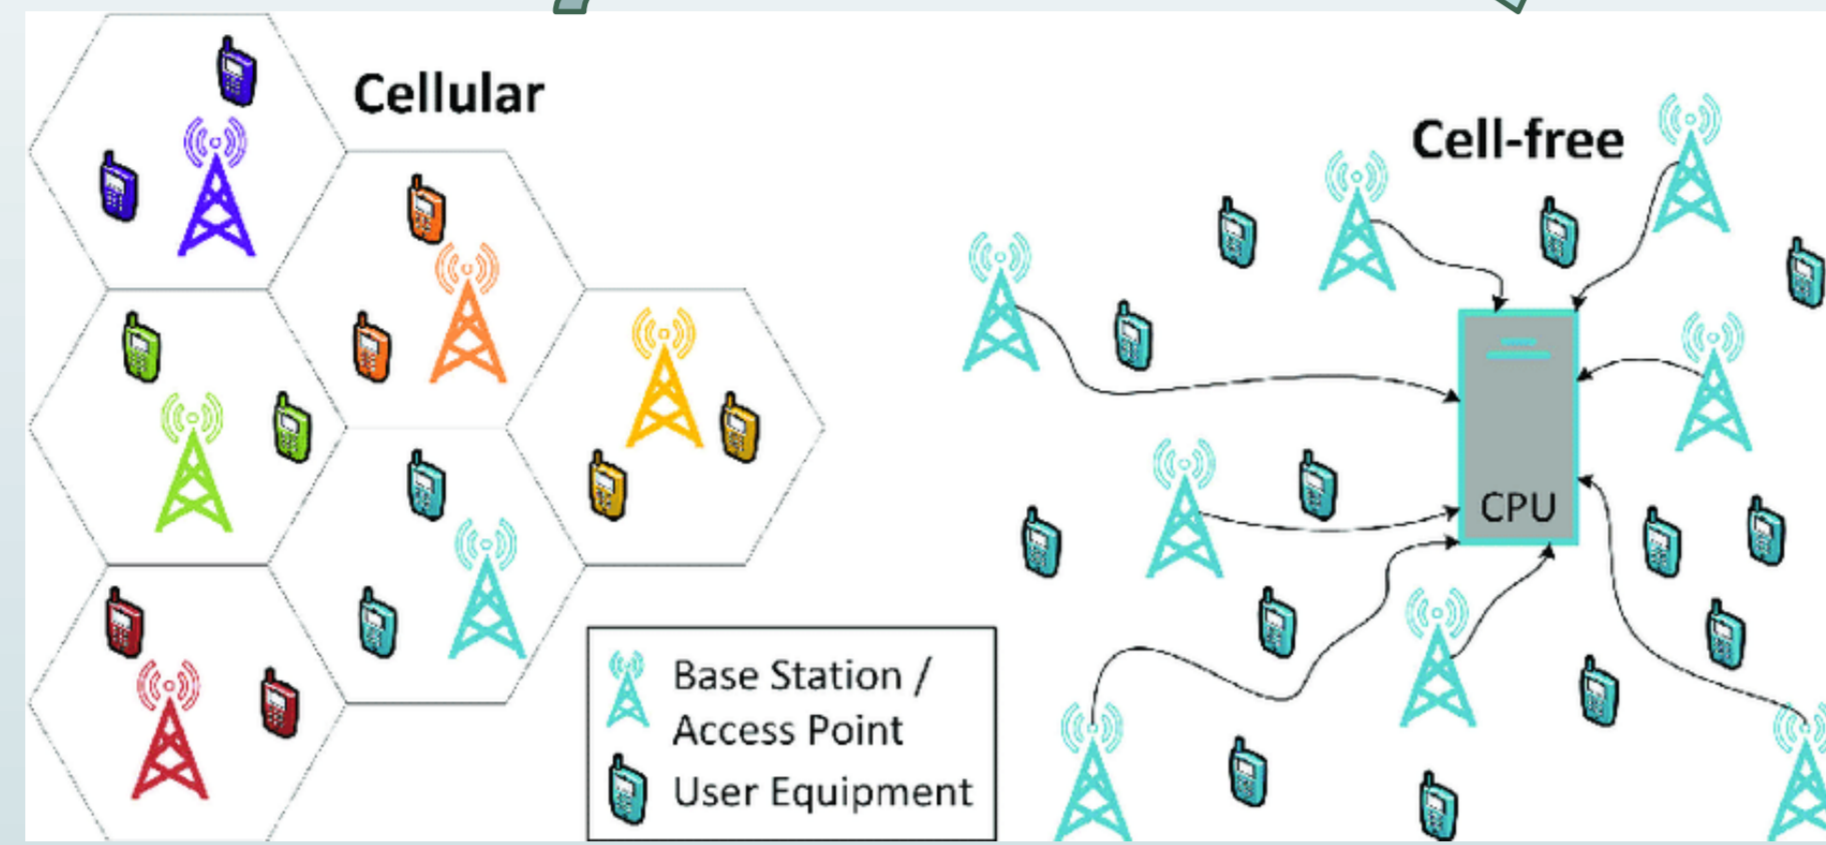 Cellular
Cell-free
CPU
Base Station /
Access Point
User Equipment